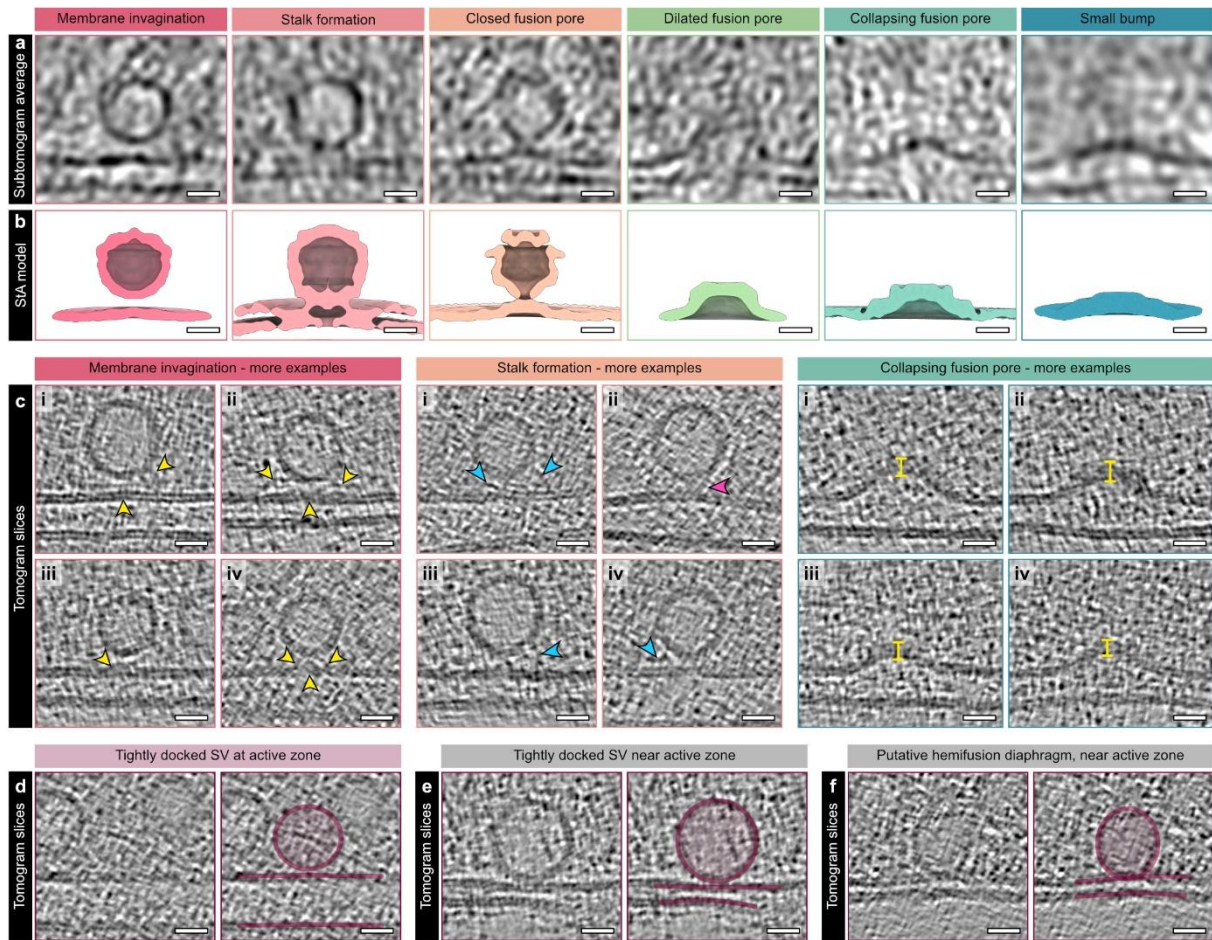 Membrane invagination
Stalk formation
Closed fusion pore
Dilated fusion pore
Collapsing fusion pore
Small bump
a
Subtomogram average
b
StA model
Membrane invagination - more examples
Stalk formation - more examples
Collapsing fusion pore - more examples
c
Tomogram slices
i
ii
i
ii
i
ii
iii
iv
iii
iv
iii
iv
Tightly docked SV at active zone
Tightly docked SV near active zone
Putative hemifusion diaphragm, near active zone
d
Tomogram slices
e
Tomogram slices
f
Tomogram slices